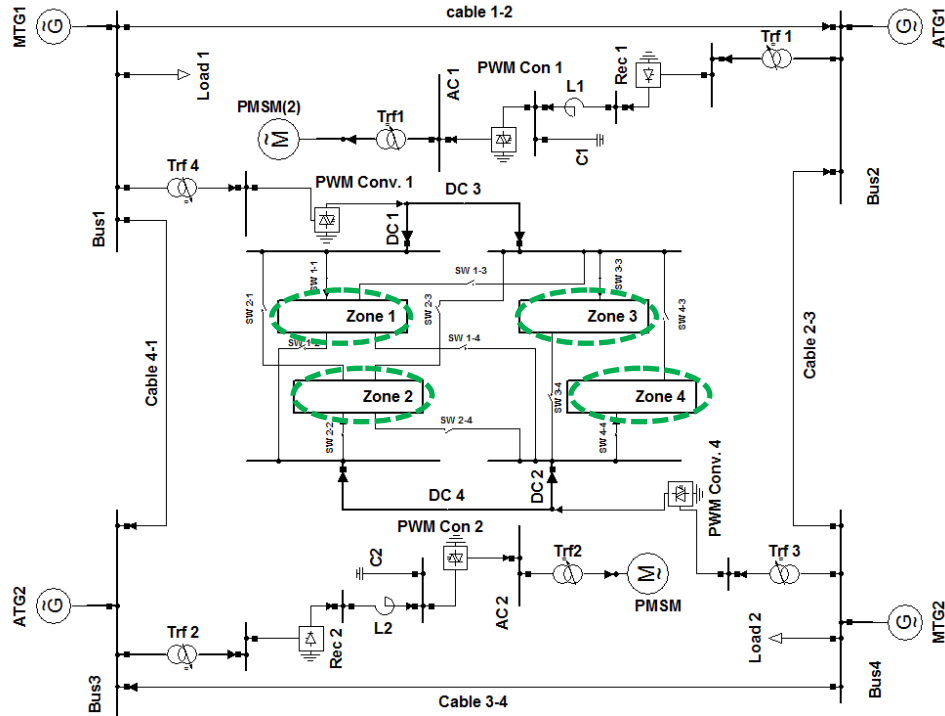 cable 1-2
MTG1
~G
G~
ATG1
Load 1
AC 1
PWM Con 1
L1
Rec 1
Trf 1
PMSM(2)
M~
Trf1
C1
Trf 4
PWM Conv. 1
DC 3
Bus1
Bus2
DC 1
SW 1-1
SW 1-3
SW 3-3
SW 2-1
SW 2-3
SW 4-3
Zone 1
Zone 3
SW 1-2
SW 1-4
Cable 4-1
Cable 2-3
Zone 2
SW 3-4
Zone 4
SW 2-2
SW 2-4
SW 4-4
DC 4
DC 2
PWM Conv. 4
PWM Con 2
C2
Trf2
Trf 3
ATG2
~G
L2
AC 2
M~
PMSM
Trf 2
Rec 2
Load 2
G~
MTG2
Bus3
Cable 3-4
Bus4